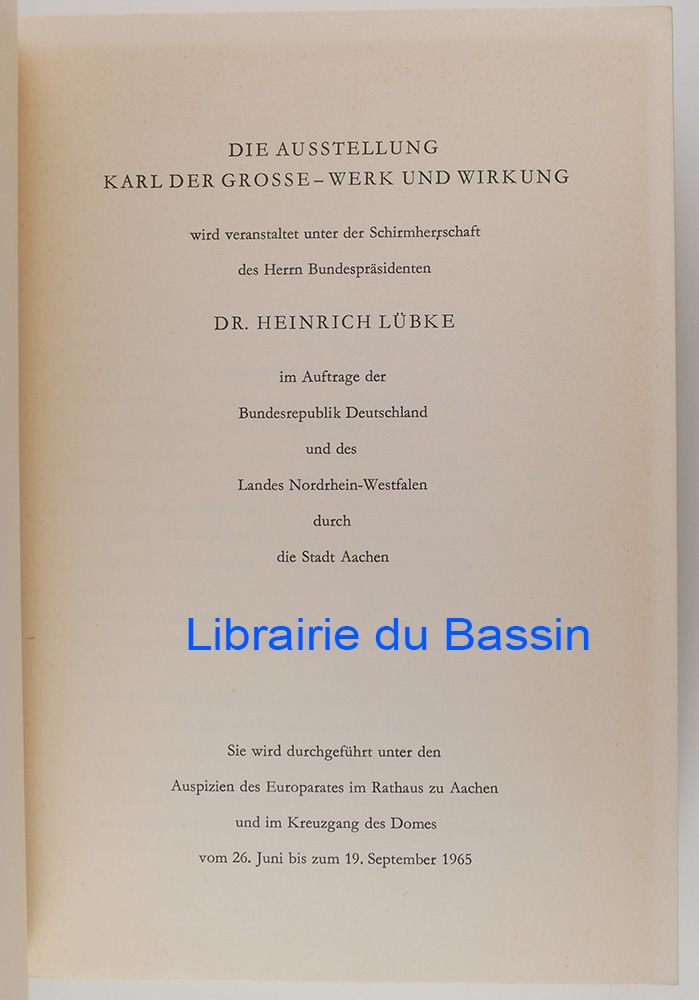 DIE AUSSTELLUNG
KARL DER GROSSE – WERK UND WIRKUNG
wird veranstaltet unter der Schirmherrschaft
des Herrn Bundespräsidenten
DR. HEINRICH LÜBKE
im Auftrage der
Bundesrepublik Deutschland
und des
Landes Nordrhein-Westfalen
durch
die Stadt Aachen
Librairie du Bassin
Sie wird durchgeführt unter den
Auspizien des Europarates im Rathaus zu Aachen
und im Kreuzgang des Domes
vom 26. Juni bis zum 19. September 1965